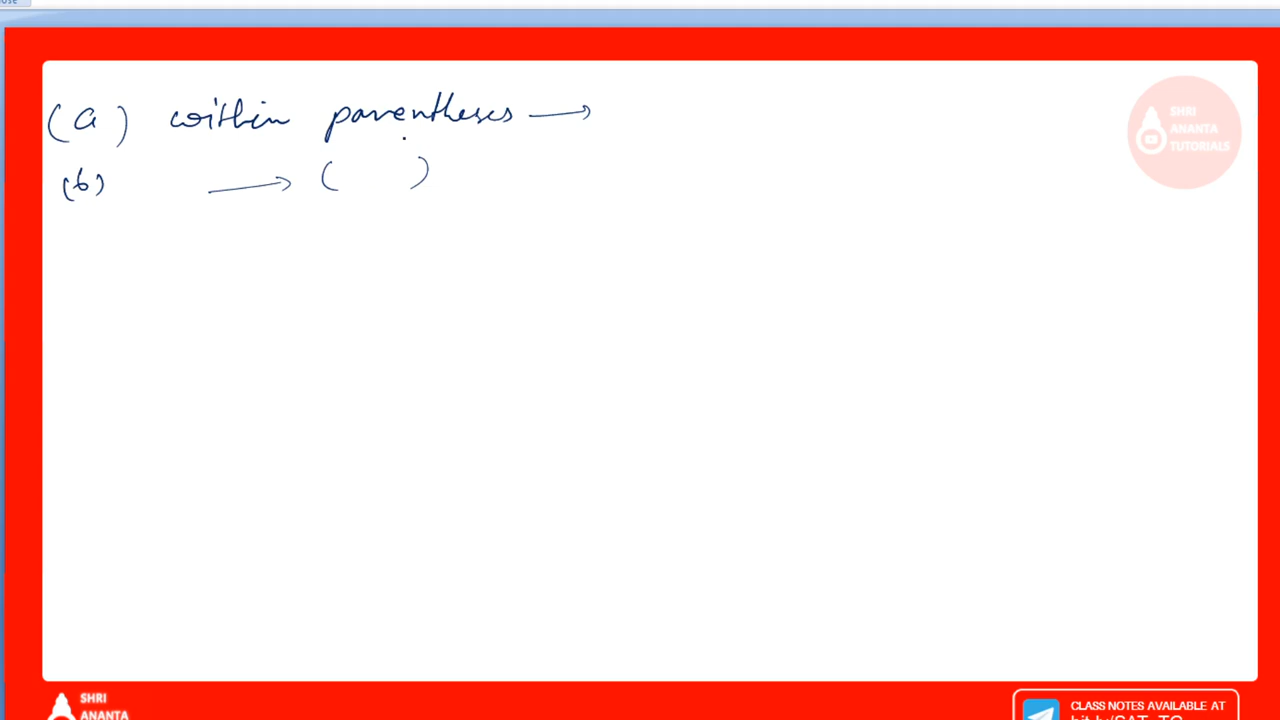 (a) within parentheses →
(b) → ( )
SHRI
ANANTA
TUTORIALS
SHRI
ANANTA
CLASS NOTES AVAILABLE AT